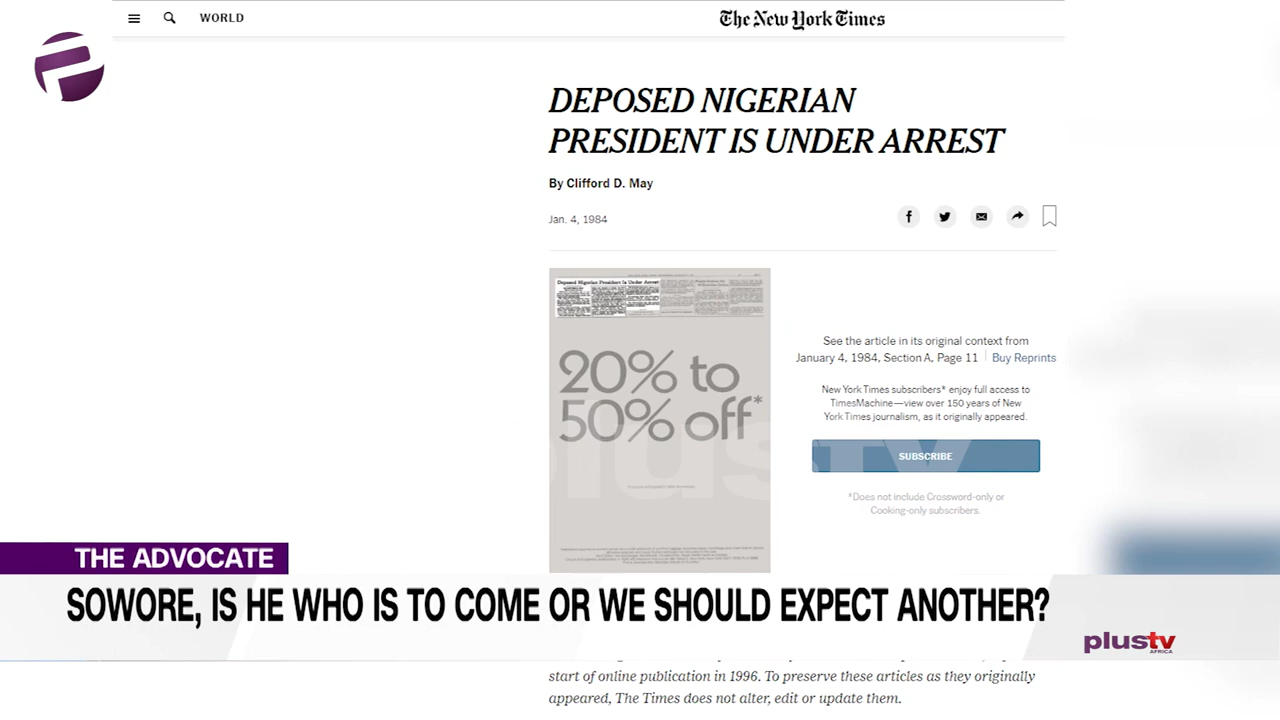 WORLD
The New York Times
DEPOSED NIGERIAN
PRESIDENT IS UNDER ARREST
By Clifford D. May
Jan. 4, 1984
Deposed Nigerian President Is Under Arrest
20% to
50% off*
See the article in its original context from
January 4, 1984, Section A, Page 11
Buy Reprints
New York Times subscribers* enjoy full access to
TimesMachine—view over 150 years of New
York Times journalism, as it originally appeared.
SUBSCRIBE
*Does not include Crossword-only or
Cooking-only subscribers.
plustv
THE ADVOCATE
SOWORE, IS HE WHO IS TO COME OR WE SHOULD EXPECT ANOTHER?
plustv
AFRICA
start of online publication in 1996. To preserve these articles as they originally
appeared, The Times does not alter, edit or update them.